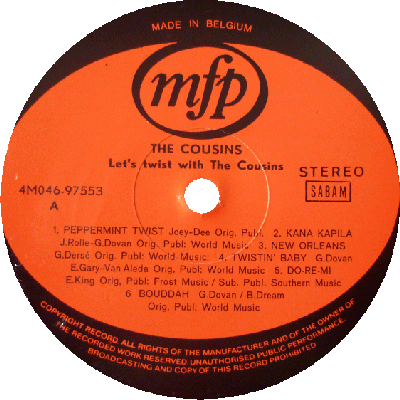 MADE IN BELGIUM
mfp
THE COUSINS
Let's twist with The Cousins
4M046-97553
A
STEREO
SABAM
1. PEPPERMINT TWIST Joey-Dee Orig. Publ. 2. KANA KAPILA
J.Rolle-G.Dovan Orig. Publ: World Music 3. NEW ORLEANS
G.Dersé Orig. Publ: World Music 4. TWISTIN' BABY G.Dovan
E.Gary-Van Aleda Orig. Publ: World Music 5. DO-RE-MI
E.King Orig. Publ: Frost Music / Sub. Publ. Southern Music
6 BOUDDAH G.Dovan / B.Dream
Orig. Publ: World Music
COPYRIGHT RECORD ALL RIGHTS OF THE MANUFACTURER AND OF THE OWNER OF
THE RECORDED WORK RESERVED UNAUTHORISED PUBLIC PERFORMANCE.
BROADCASTING AND COPY OF THIS RECORD PROHIBITED